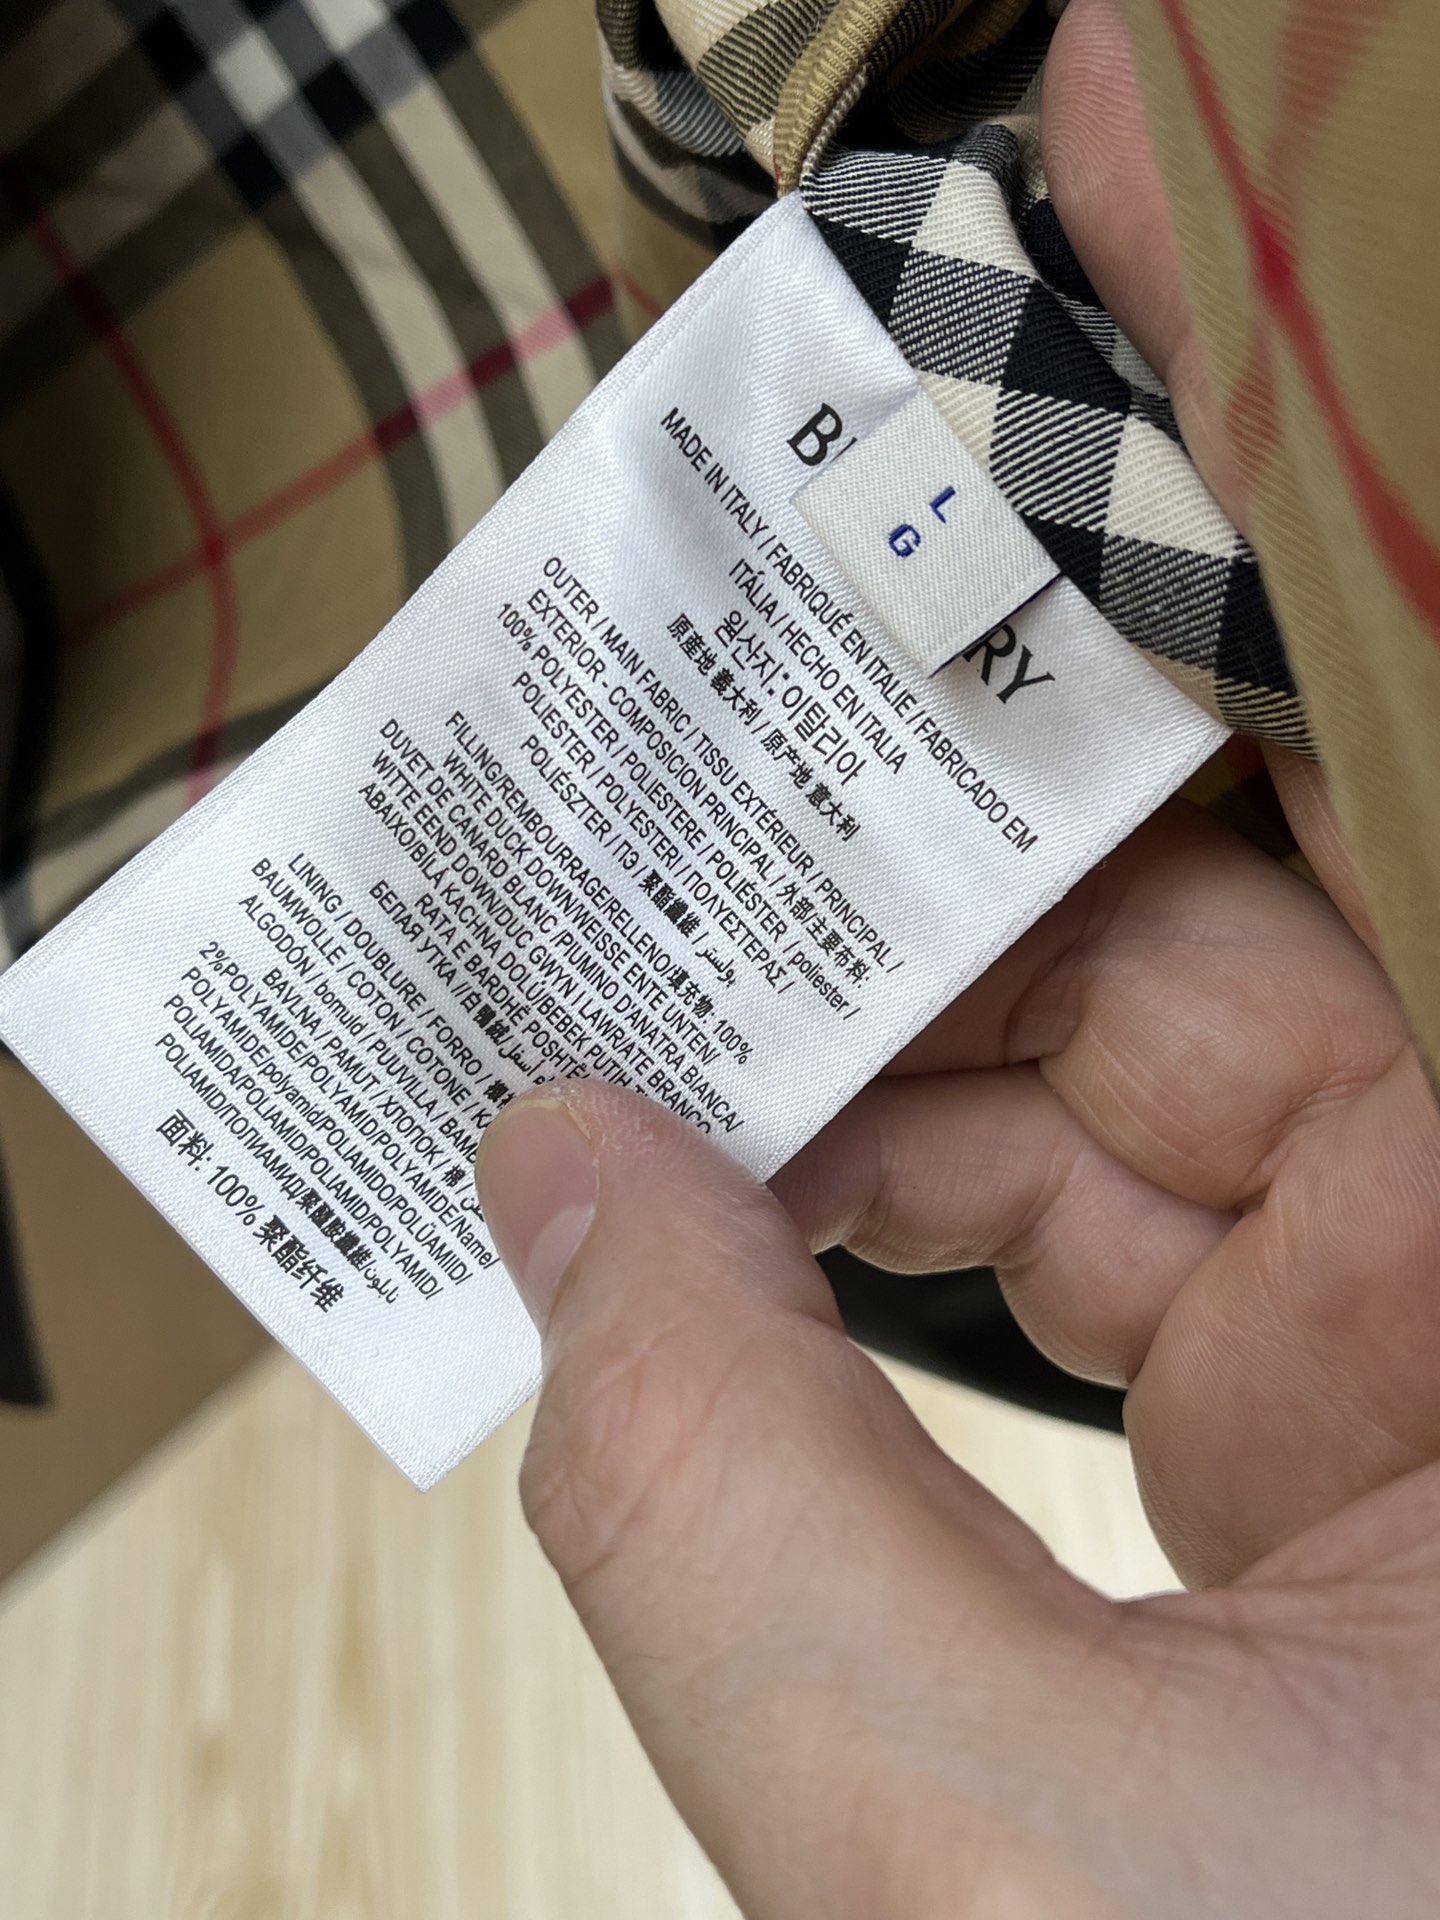 B RY
L
G
MADE IN ITALY / FABRIQUÉ EN ITALIE / FABRICADO EM
ITÁLIA / HECHO EN ITALIA
원산지: 이탈리아
原産地 義大利 / 原产地 意大利
OUTER / MAIN FABRIC / TISSU EXTÉRIEUR / PRINCIPAL /
EXTERIOR - COMPOSICION PRINCIPAL / 外部/主要布料:
100% POLYESTER / POLIESTERE / POLIÉSTER / poliester /
POLIESTER / POLYESTERI / ΠΟΛΥΕΣΤΕΡΑΣ /
POLIÉSZTER / ПЭ / 聚酯纖維 / بولستر
FILLING/REMBOURRAGE/RELLENO/填充物: 100%
WHITE DUCK DOWN/WEISSE ENTE UNTEN/
DUVET DE CANARD BLANC /PIUMINO D'ANATRA BIANCA/
WITTE EEND DOWN/DUC GWYN I LAWR/ATE BRANCO
ABAIXO/BILÁ KACHNA DOLŮ/BEBEK PUTIH
RATA E BARDHË POSHTË
БЕЛАЯ УТКА //白鴨絨/ أسفل
LINING / DOUBLURE / FORRO /
BAUMWOLLE / COTON / COTONE /
ALGODÓN / bomuld / PUUVILLA /
BAVLNA / PAMUT / ΧΠΟΠΟΚ / 棉 /
2%POLYAMIDE/POLYAMID/POLYAMIDE/Name/
POLYAMIDE/polyamid/POLIAMIDO/POLÜAMIID/
POLIAMIDA/POLIAMID/POLIAMID/POLYAMID/
POLIAMID/ПОЛИАМИД/聚醯胺纖維/نايلون
面料: 100% 聚酯纤维